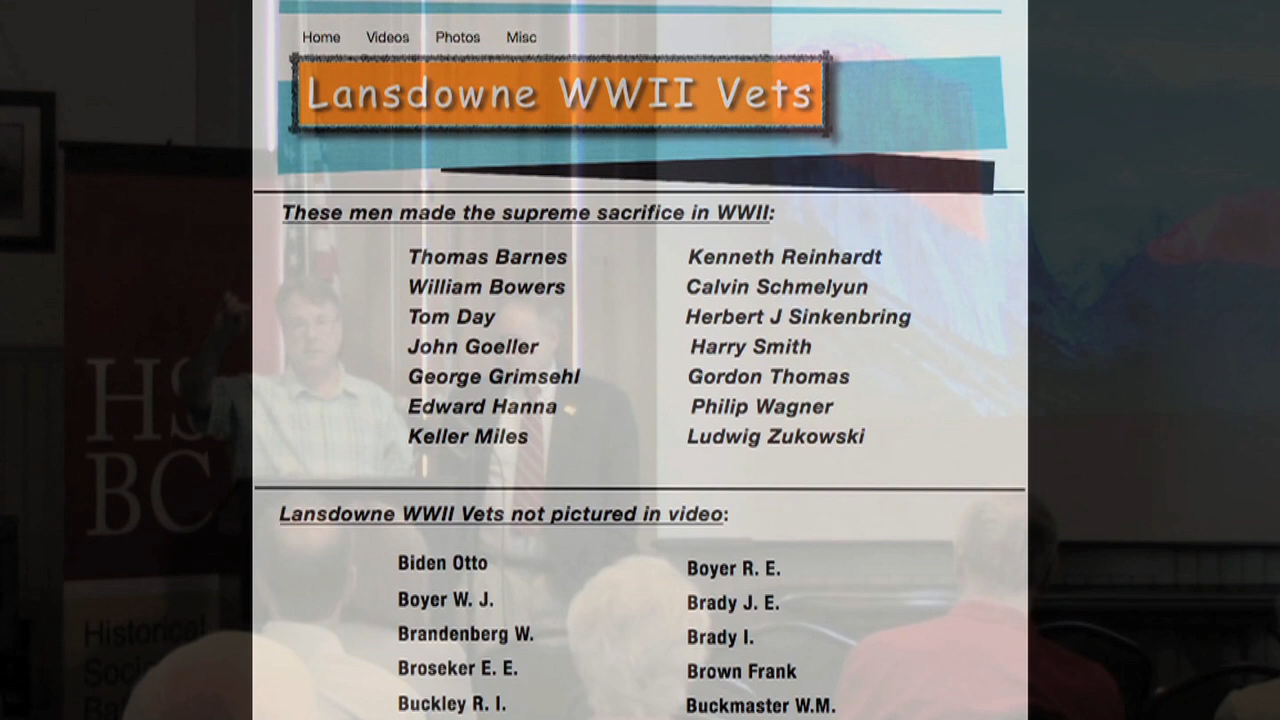 Home Videos Photos Misc
Lansdowne WWII Vets
These men made the supreme sacrifice in WWII:
Thomas Barnes Kenneth Reinhardt
William Bowers Calvin Schmelyun
Tom Day Herbert J Sinkenbring
John Goeller Harry Smith
George Grimsehl Gordon Thomas
Edward Hanna Philip Wagner
Keller Miles Ludwig Zukowski
Lansdowne WWII Vets not pictured in video:
Biden Otto Boyer R. E.
Boyer W. J. Brady J. E.
Brandenberg W. Brady I.
Broseker E. E. Brown Frank
Buckley R. I. Buckmaster W.M.
HS
BC
Historical